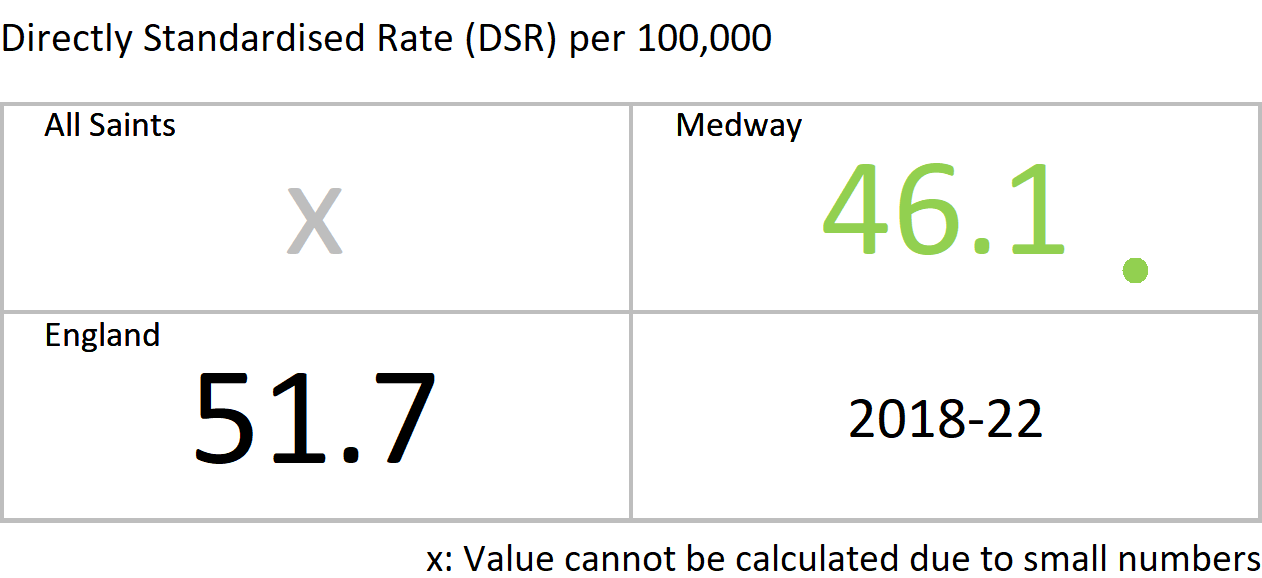 Directly Standardised Rate (DSR) per 100,000
All Saints
x
Medway
46.1
England
51.7
2018-22
x: Value cannot be calculated due to small numbers